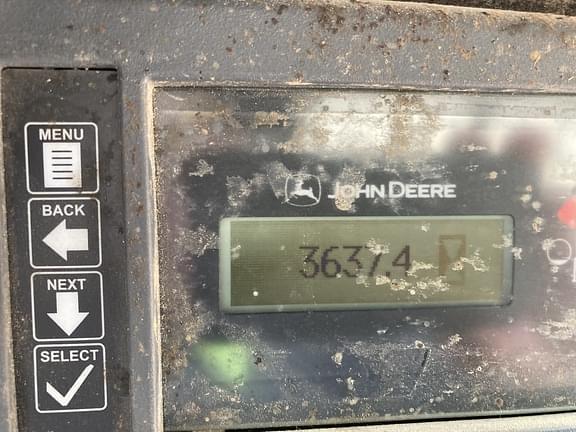 MENU
BACK
NEXT
SELECT
JOHN DEERE
3637.4